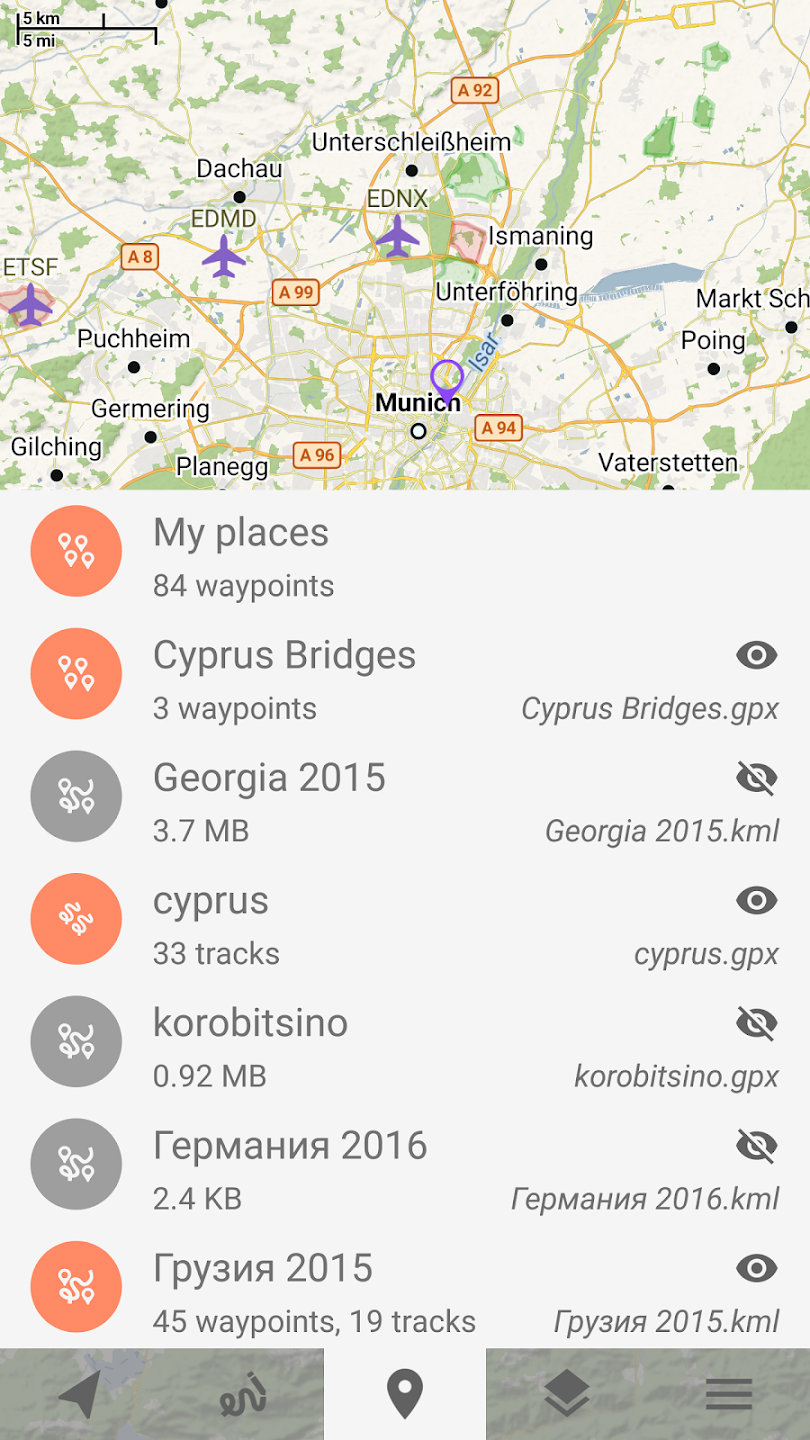 5 km
5 mi
A 92
Unterschleißheim
Dachau
EDNX
EDMD
Ismaning
A 8
ETSF
A 99
Unterföhring
Markt Sch
Puchheim
Isar
Poing
Munich
Germering
A 94
Gilching
A 96
Planegg
Vaterstetten
My places
84 waypoints
Cyprus Bridges
3 waypoints
Cyprus Bridges.gpx
Georgia 2015
3.7 MB
Georgia 2015.kml
cyprus
33 tracks
cyprus.gpx
korobitsino
0.92 MB
korobitsino.gpx
Германия 2016
2.4 KB
Германия 2016.kml
Грузия 2015
45 waypoints, 19 tracks
Грузия 2015.kml